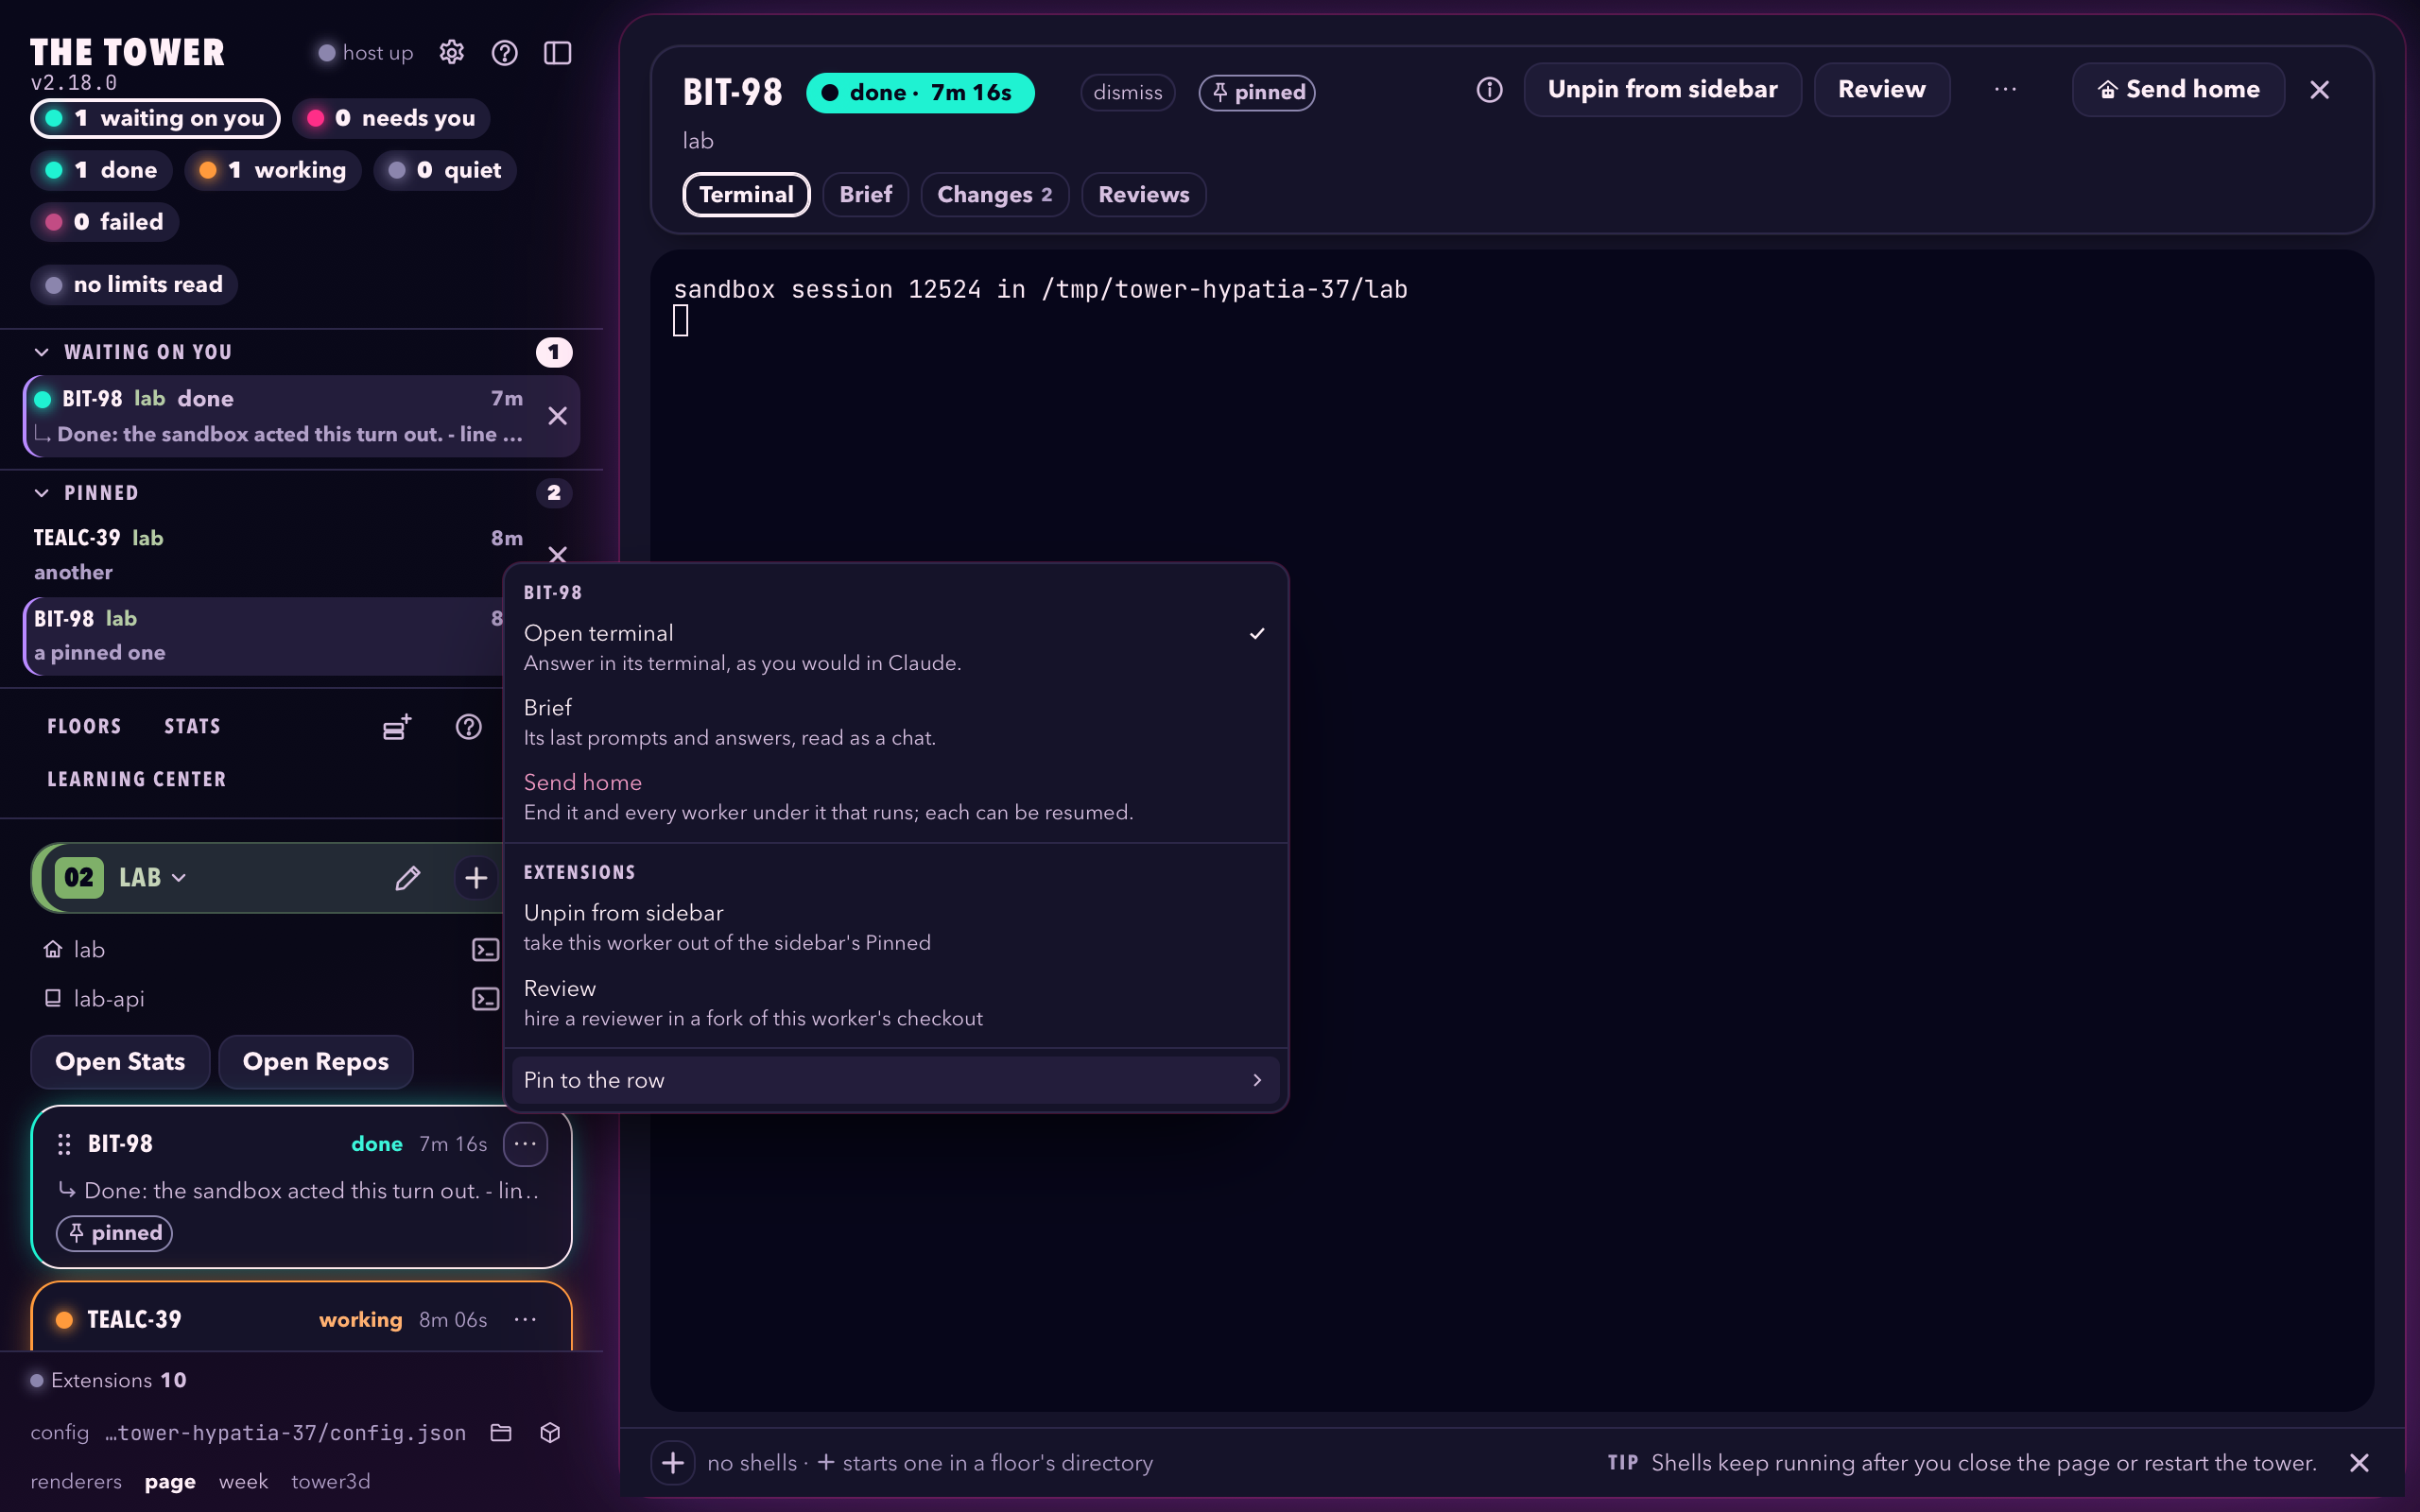 THE TOWER
host up
v2.18.0
1 waiting on you
0 needs you
1 done
1 working
0 quiet
0 failed
no limits read
WAITING ON YOU
1
BIT-98 lab done
7m
Done: the sandbox acted this turn out. - line …
PINNED
2
TEALC-39 lab
8m
another
BIT-98 lab
8
a pinned one
FLOORS
STATS
LEARNING CENTER
02 LAB
lab
lab-api
Open Stats
Open Repos
BIT-98
done 7m 16s
Done: the sandbox acted this turn out. - lin..
pinned
TEALC-39
working 8m 06s
Extensions 10
config …tower-hypatia-37/config.json
renderers page week tower3d
BIT-98
done · 7m 16s
dismiss
pinned
Unpin from sidebar
Review
Send home
lab
Terminal
Brief
Changes 2
Reviews
sandbox session 12524 in /tmp/tower-hypatia-37/lab
BIT-98
Open terminal
Answer in its terminal, as you would in Claude.
Brief
Its last prompts and answers, read as a chat.
Send home
End it and every worker under it that runs; each can be resumed.
EXTENSIONS
Unpin from sidebar
take this worker out of the sidebar's Pinned
Review
hire a reviewer in a fork of this worker's checkout
Pin to the row
no shells · + starts one in a floor's directory
TIP Shells keep running after you close the page or restart the tower.